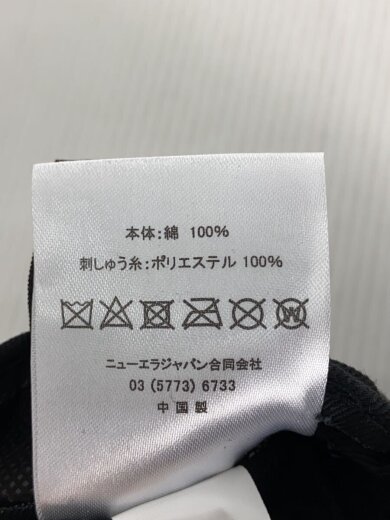 本体:綿 100%
刺しゅう糸:ポリエステル 100%
W
ニューエラジャパン合同会社
03 (5773) 6733
中国製